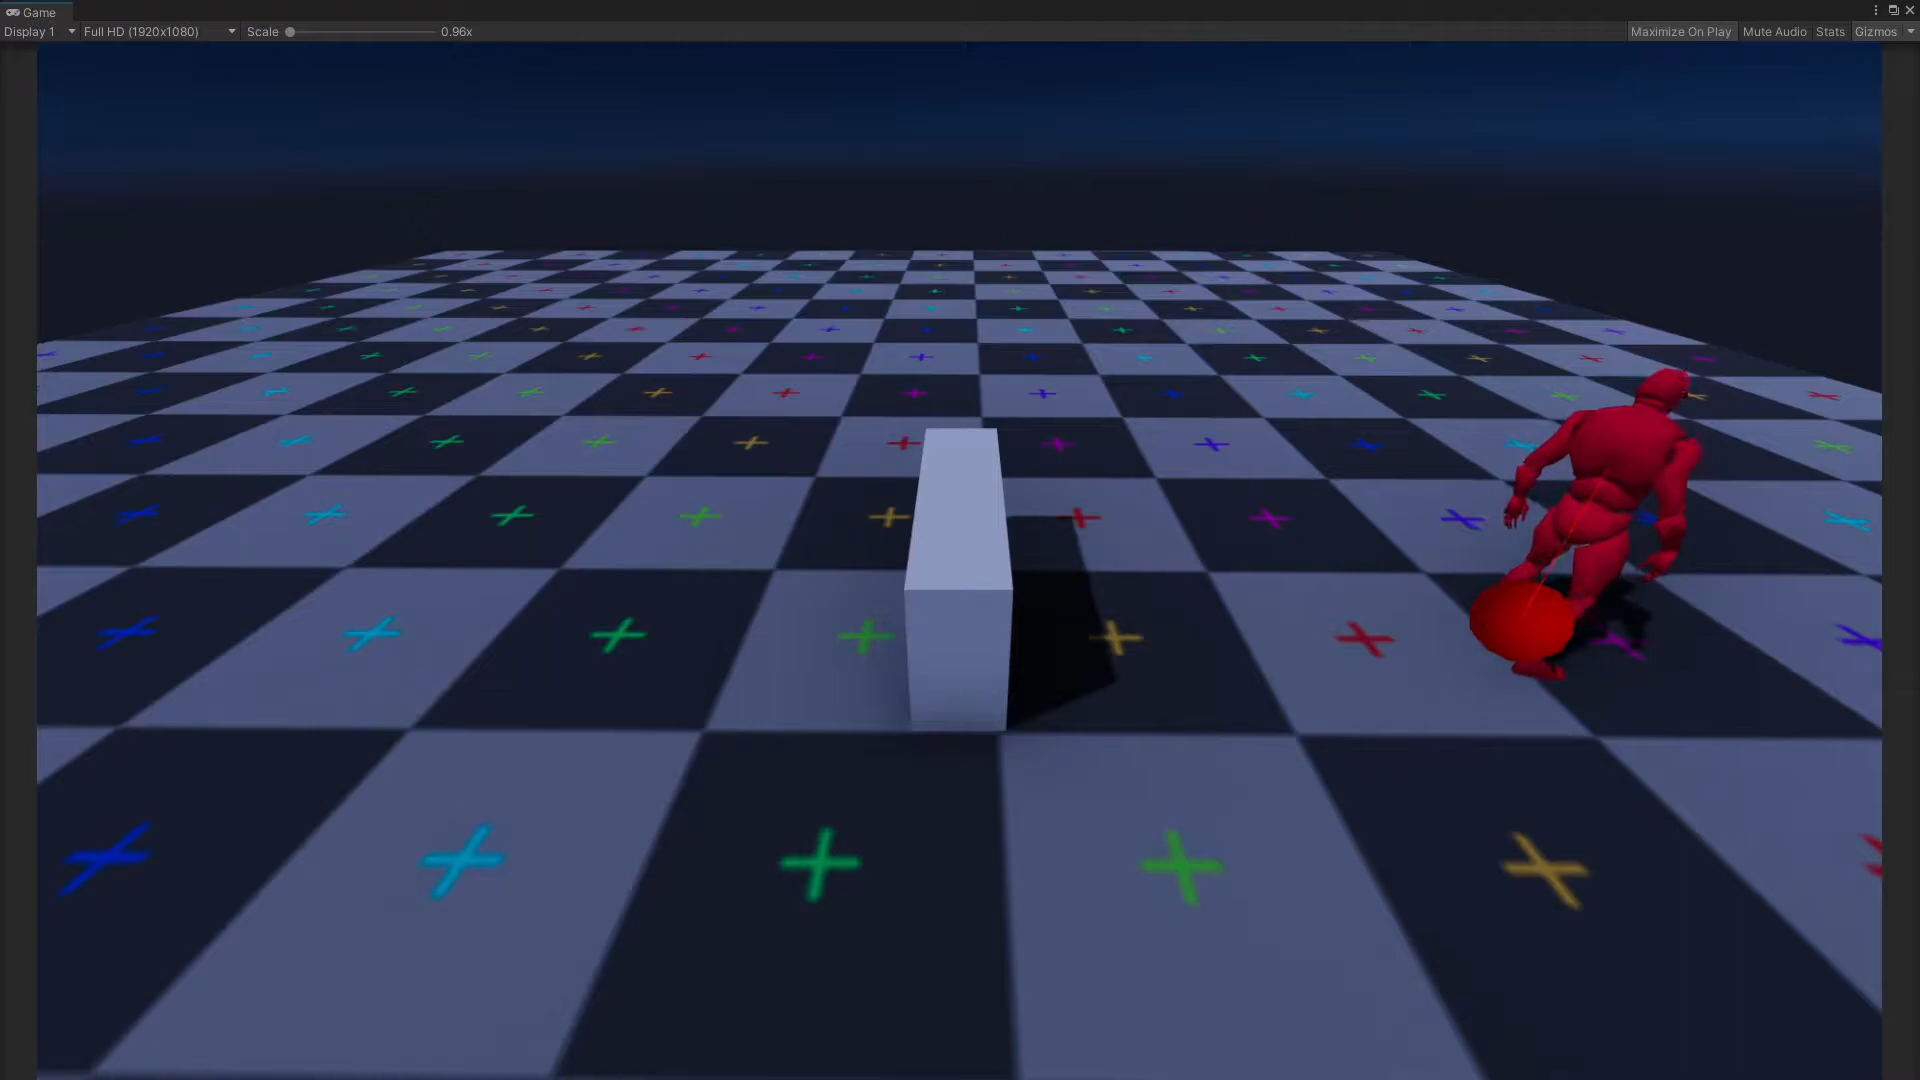 Game
Display 1 Full HD (1920x1080) Scale 0.96x Maximize On Play Mute Audio Stats Gizmos